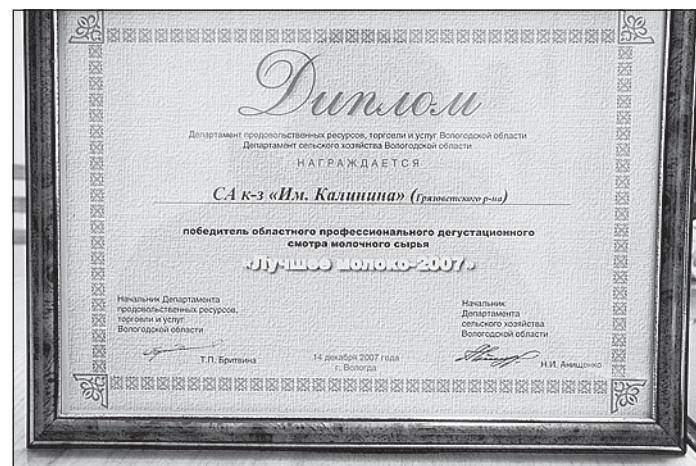 Диплом
Департамент продовольственных ресурсов, торговли и услуг Вологодской области
Департамент сельского хозяйства Вологодской области
НАГРАЖДАЕТСЯ
СА к-з «Им. Калинина» (Грязовецкого р-на)
победитель областного профессионального дегустационного
смотра молочного сырья
«Лучшее молоко-2007»
Начальник Департамента
продовольственных ресурсов,
торговли и услуг
Вологодской области
Т.П. Бритвина
14 декабря 2007 года
г. Вологда
Начальник
Департамента
сельского хозяйства
Вологодской области
Н.И. Анищенко